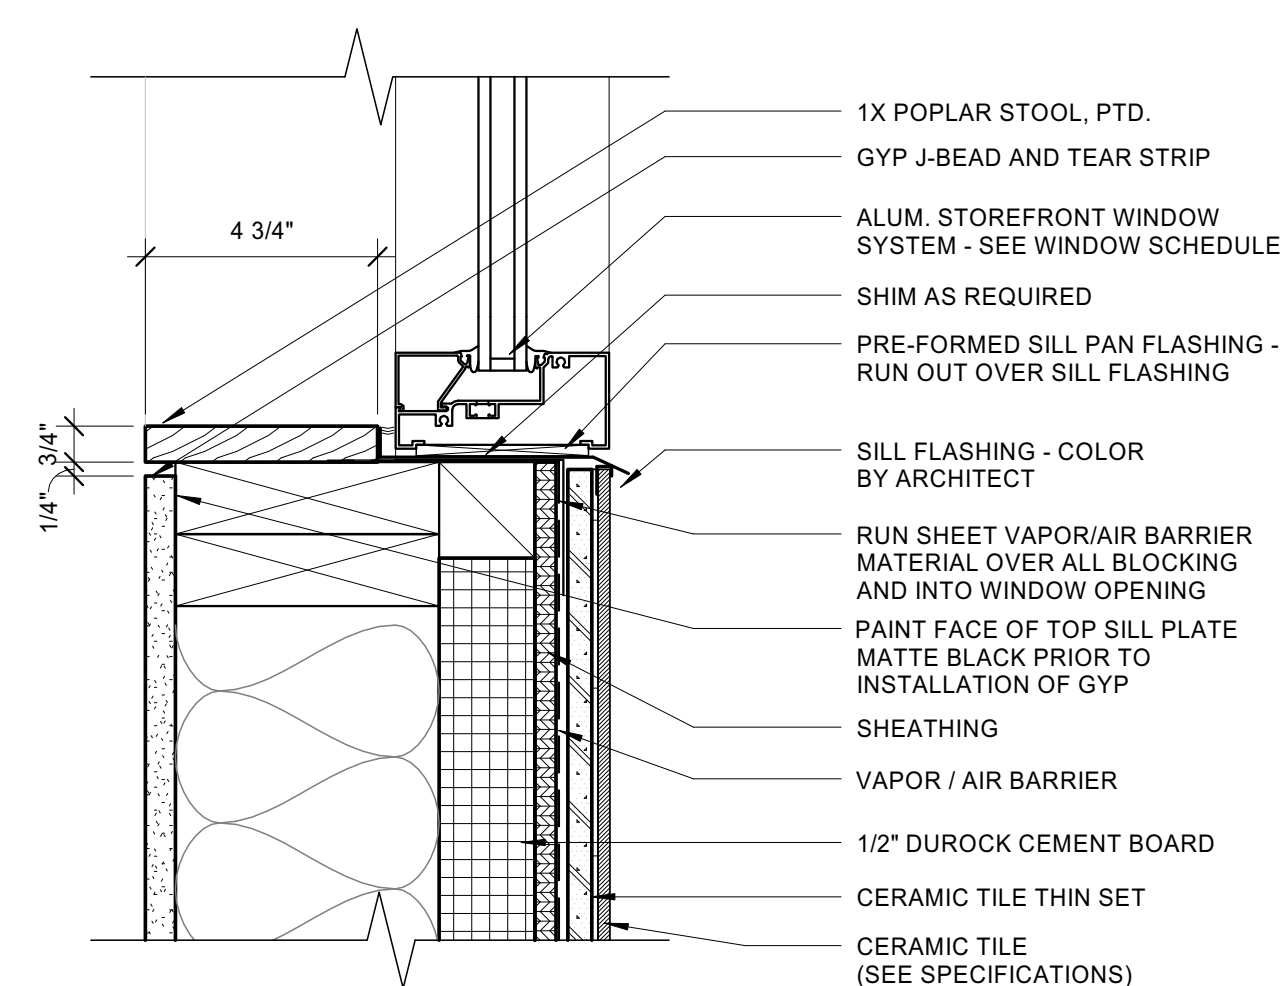 1X POPLAR STOOL, PTD.
GYP J-BEAD AND TEAR STRIP
ALUM. STOREFRONT WINDOW
SYSTEM - SEE WINDOW SCHEDULE
SHIM AS REQUIRED
PRE-FORMED SILL PAN FLASHING -
RUN OUT OVER SILL FLASHING
SILL FLASHING - COLOR
BY ARCHITECT
RUN SHEET VAPOR/AIR BARRIER
MATERIAL OVER ALL BLOCKING
AND INTO WINDOW OPENING
PAINT FACE OF TOP SILL PLATE
MATTE BLACK PRIOR TO
INSTALLATION OF GYP
SHEATHING
VAPOR / AIR BARRIER
1/2" DUROCK CEMENT BOARD
CERAMIC TILE THIN SET
CERAMIC TILE
(SEE SPECIFICATIONS)
4 3/4"
3/4"
1/4"